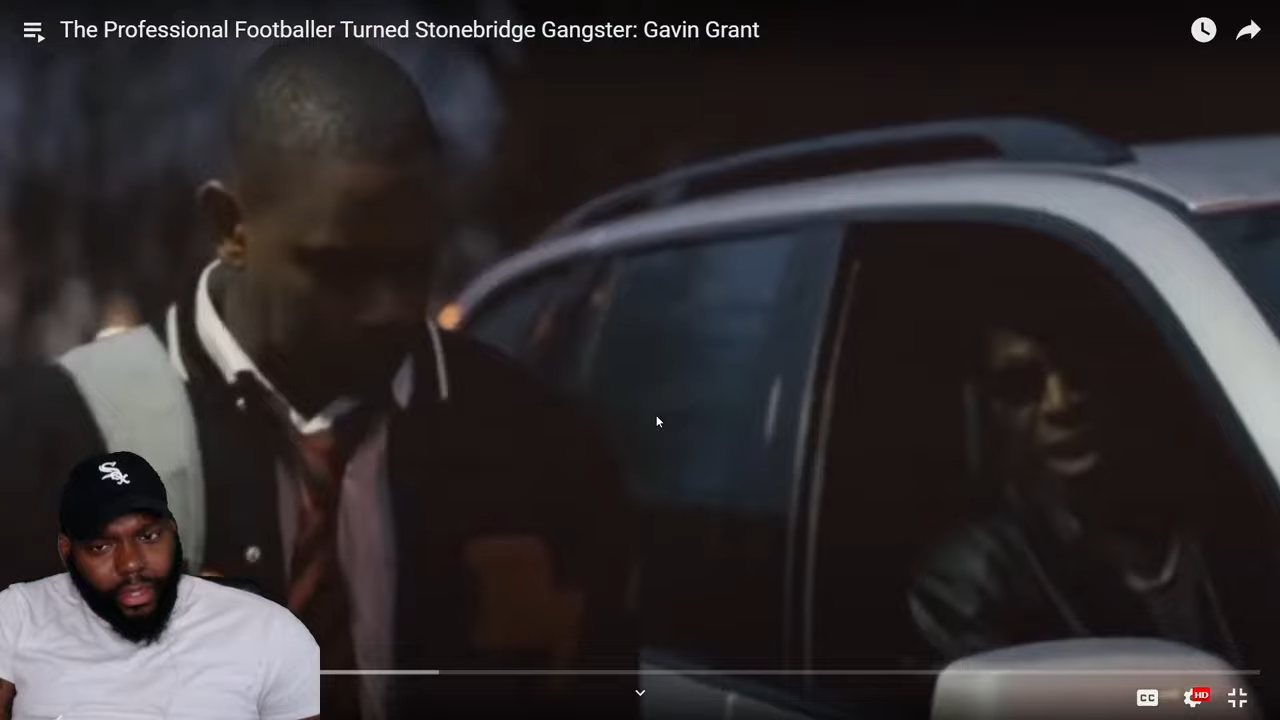 The Professional Footballer Turned Stonebridge Gangster: Gavin Grant
Sox
CC
HD